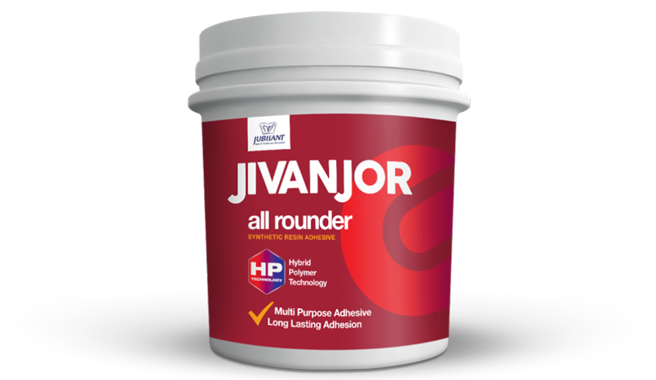 JUBILANT
JIVANJOR
all rounder
SYNTHETIC RESIN ADHESIVE
HP
TECHNOLOGY
Hybrid
Polymer
Technology
Multi Purpose Adhesive
Long Lasting Adhesion